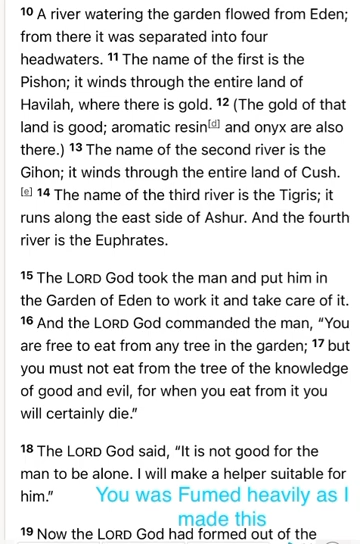 10 A river watering the garden flowed from Eden;
from there it was separated into four
headwaters. 11 The name of the first is the
Pishon; it winds through the entire land of
Havilah, where there is gold. 12 (The gold of that
land is good; aromatic resin[d] and onyx are also
there.) 13 The name of the second river is the
Gihon; it winds through the entire land of Cush.
[e] 14 The name of the third river is the Tigris; it
runs along the east side of Ashur. And the fourth
river is the Euphrates.
15 The LORD God took the man and put him in
the Garden of Eden to work it and take care of it.
16 And the LORD God commanded the man, “You
are free to eat from any tree in the garden; 17 but
you must not eat from the tree of the knowledge
of good and evil, for when you eat from it you
will certainly die.”
18 The LORD God said, “It is not good for the
man to be alone. I will make a helper suitable for
him.”
You was Fumed heavily as I
made this
19 Now the LORD God had formed out of the